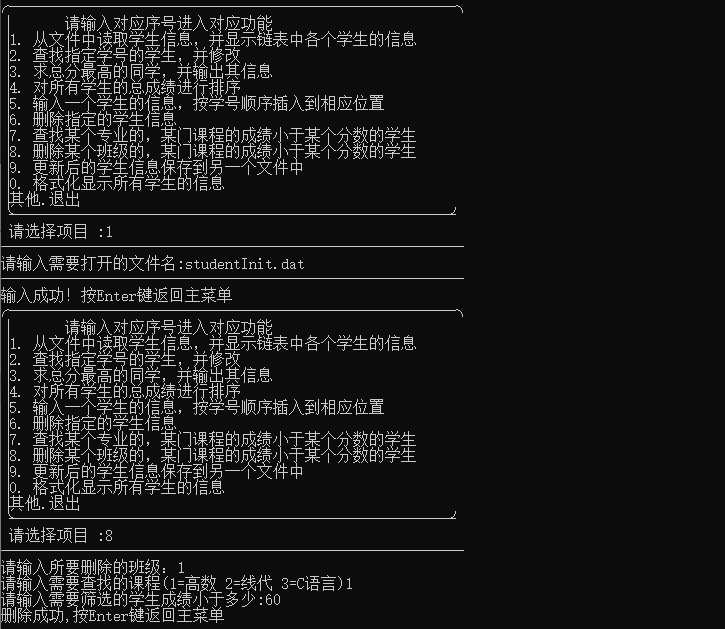 请输入对应序号进入对应功能
1. 从文件中读取学生信息, 并显示链表中各个学生的信息
2. 查找指定学号的学生, 并修改
3. 求总分最高的同学, 并输出其信息
4. 对所有学生的总成绩进行排序
5. 输入一个学生的信息, 按学号顺序插入到相应位置
6. 删除指定的学生信息
7. 查找某个专业的, 某门课程的成绩小于某个分数的学生
8. 删除某个班级的, 某门课程的成绩小于某个分数的学生
9. 更新后的学生信息保存到另一个文件中
0. 格式化显示所有学生的信息
其他.退出
请选择项目 :1
请输入需要打开的文件名:studentInit.dat
输入成功! 按Enter键返回主菜单
请输入对应序号进入对应功能
1. 从文件中读取学生信息, 并显示链表中各个学生的信息
2. 查找指定学号的学生, 并修改
3. 求总分最高的同学, 并输出其信息
4. 对所有学生的总成绩进行排序
5. 输入一个学生的信息, 按学号顺序插入到相应位置
6. 删除指定的学生信息
7. 查找某个专业的, 某门课程的成绩小于某个分数的学生
8. 删除某个班级的, 某门课程的成绩小于某个分数的学生
9. 更新后的学生信息保存到另一个文件中
0. 格式化显示所有学生的信息
其他.退出
请选择项目 :8
请输入所要删除的班级: 1
请输入需要查找的课程(1=高数 2=线代 3=C语言)1
请输入需要筛选的学生成绩小于多少:60
删除成功,按Enter键返回主菜单